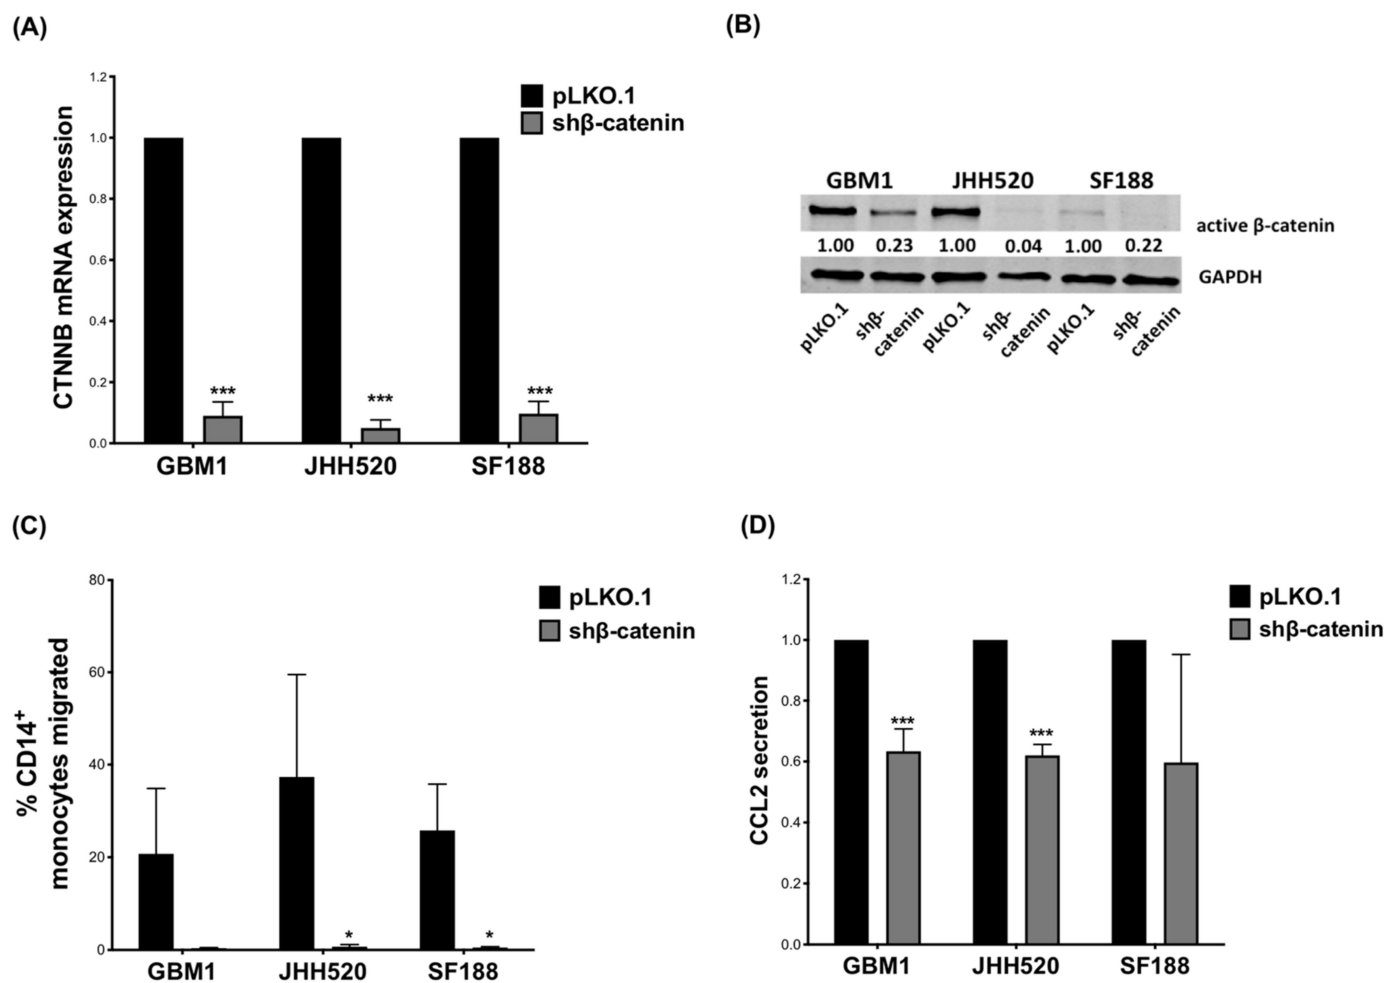 (A)
1.2
1.0
0.8
0.6
0.4
0.2
0.0
CTNNB mRNA expression
pLKO.1
shβ-catenin
***
***
***
GBM1 JHH520 SF188
(B)
GBM1 JHH520 SF188
active β-catenin
1.00 0.23 1.00 0.04 1.00 0.22
GAPDH
pLKO.1
shβ-
catenin
pLKO.1
shβ-
catenin
pLKO.1
shβ-
catenin
(C)
80
60
40
20
0
% CD14+
monocytes migrated
pLKO.1
shβ-catenin
* *
GBM1 JHH520 SF188
(D)
1.2
1.0
0.8
0.6
0.4
0.2
0.0
CCL2 secretion
pLKO.1
shβ-catenin
***
***
GBM1 JHH520 SF188